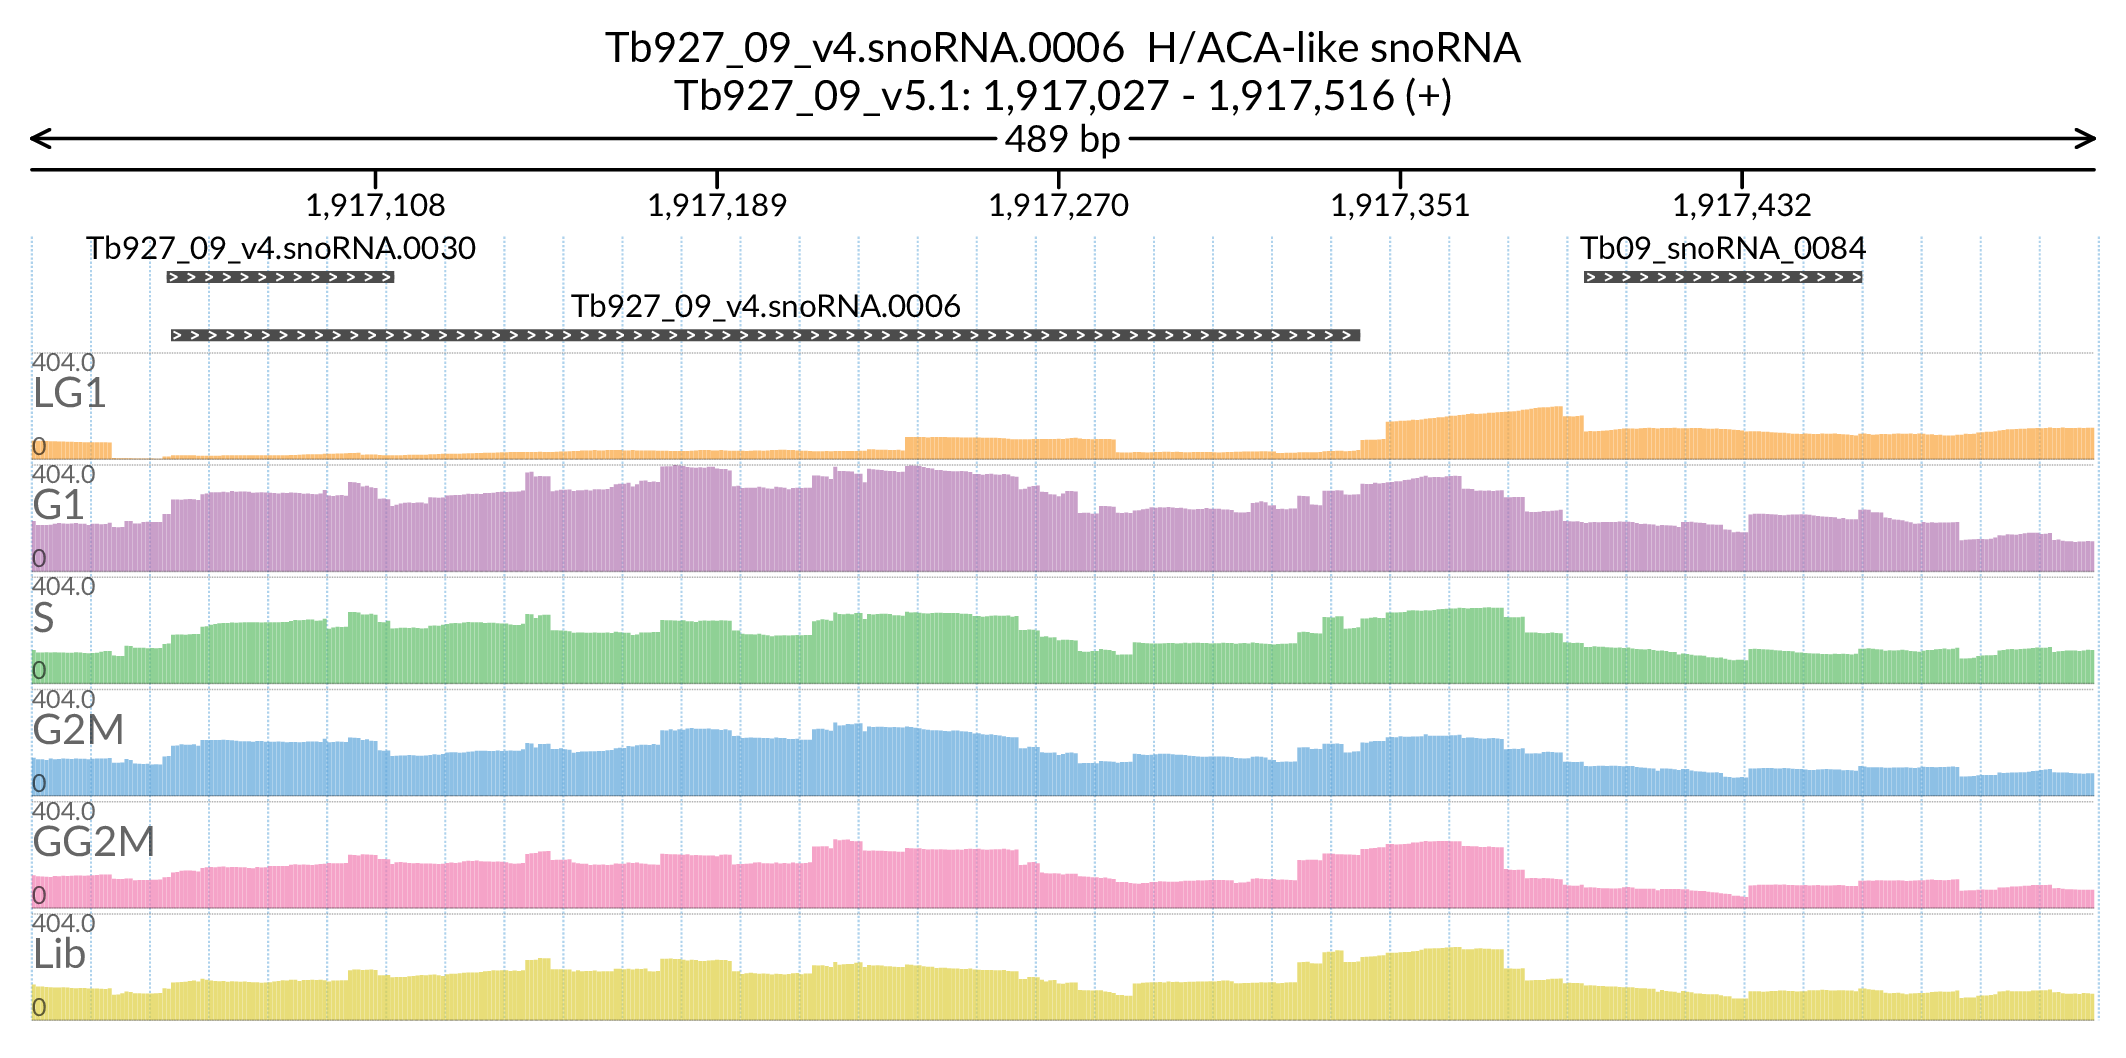 Tb927_09_v4.snoRNA.0006  H/ACA-like snoRNA
Tb927_09_v5.1: 1,917,027 - 1,917,516 (+)
489 bp
1,917,108 1,917,189 1,917,270 1,917,351 1,917,432
Tb927_09_v4.snoRNA.0030 Tb09_snoRNA_0084
Tb927_09_v4.snoRNA.0006
404.0
LG1
0
404.0
G1
0
404.0
S
0
404.0
G2M
0
404.0
GG2M
0
404.0
Lib
0